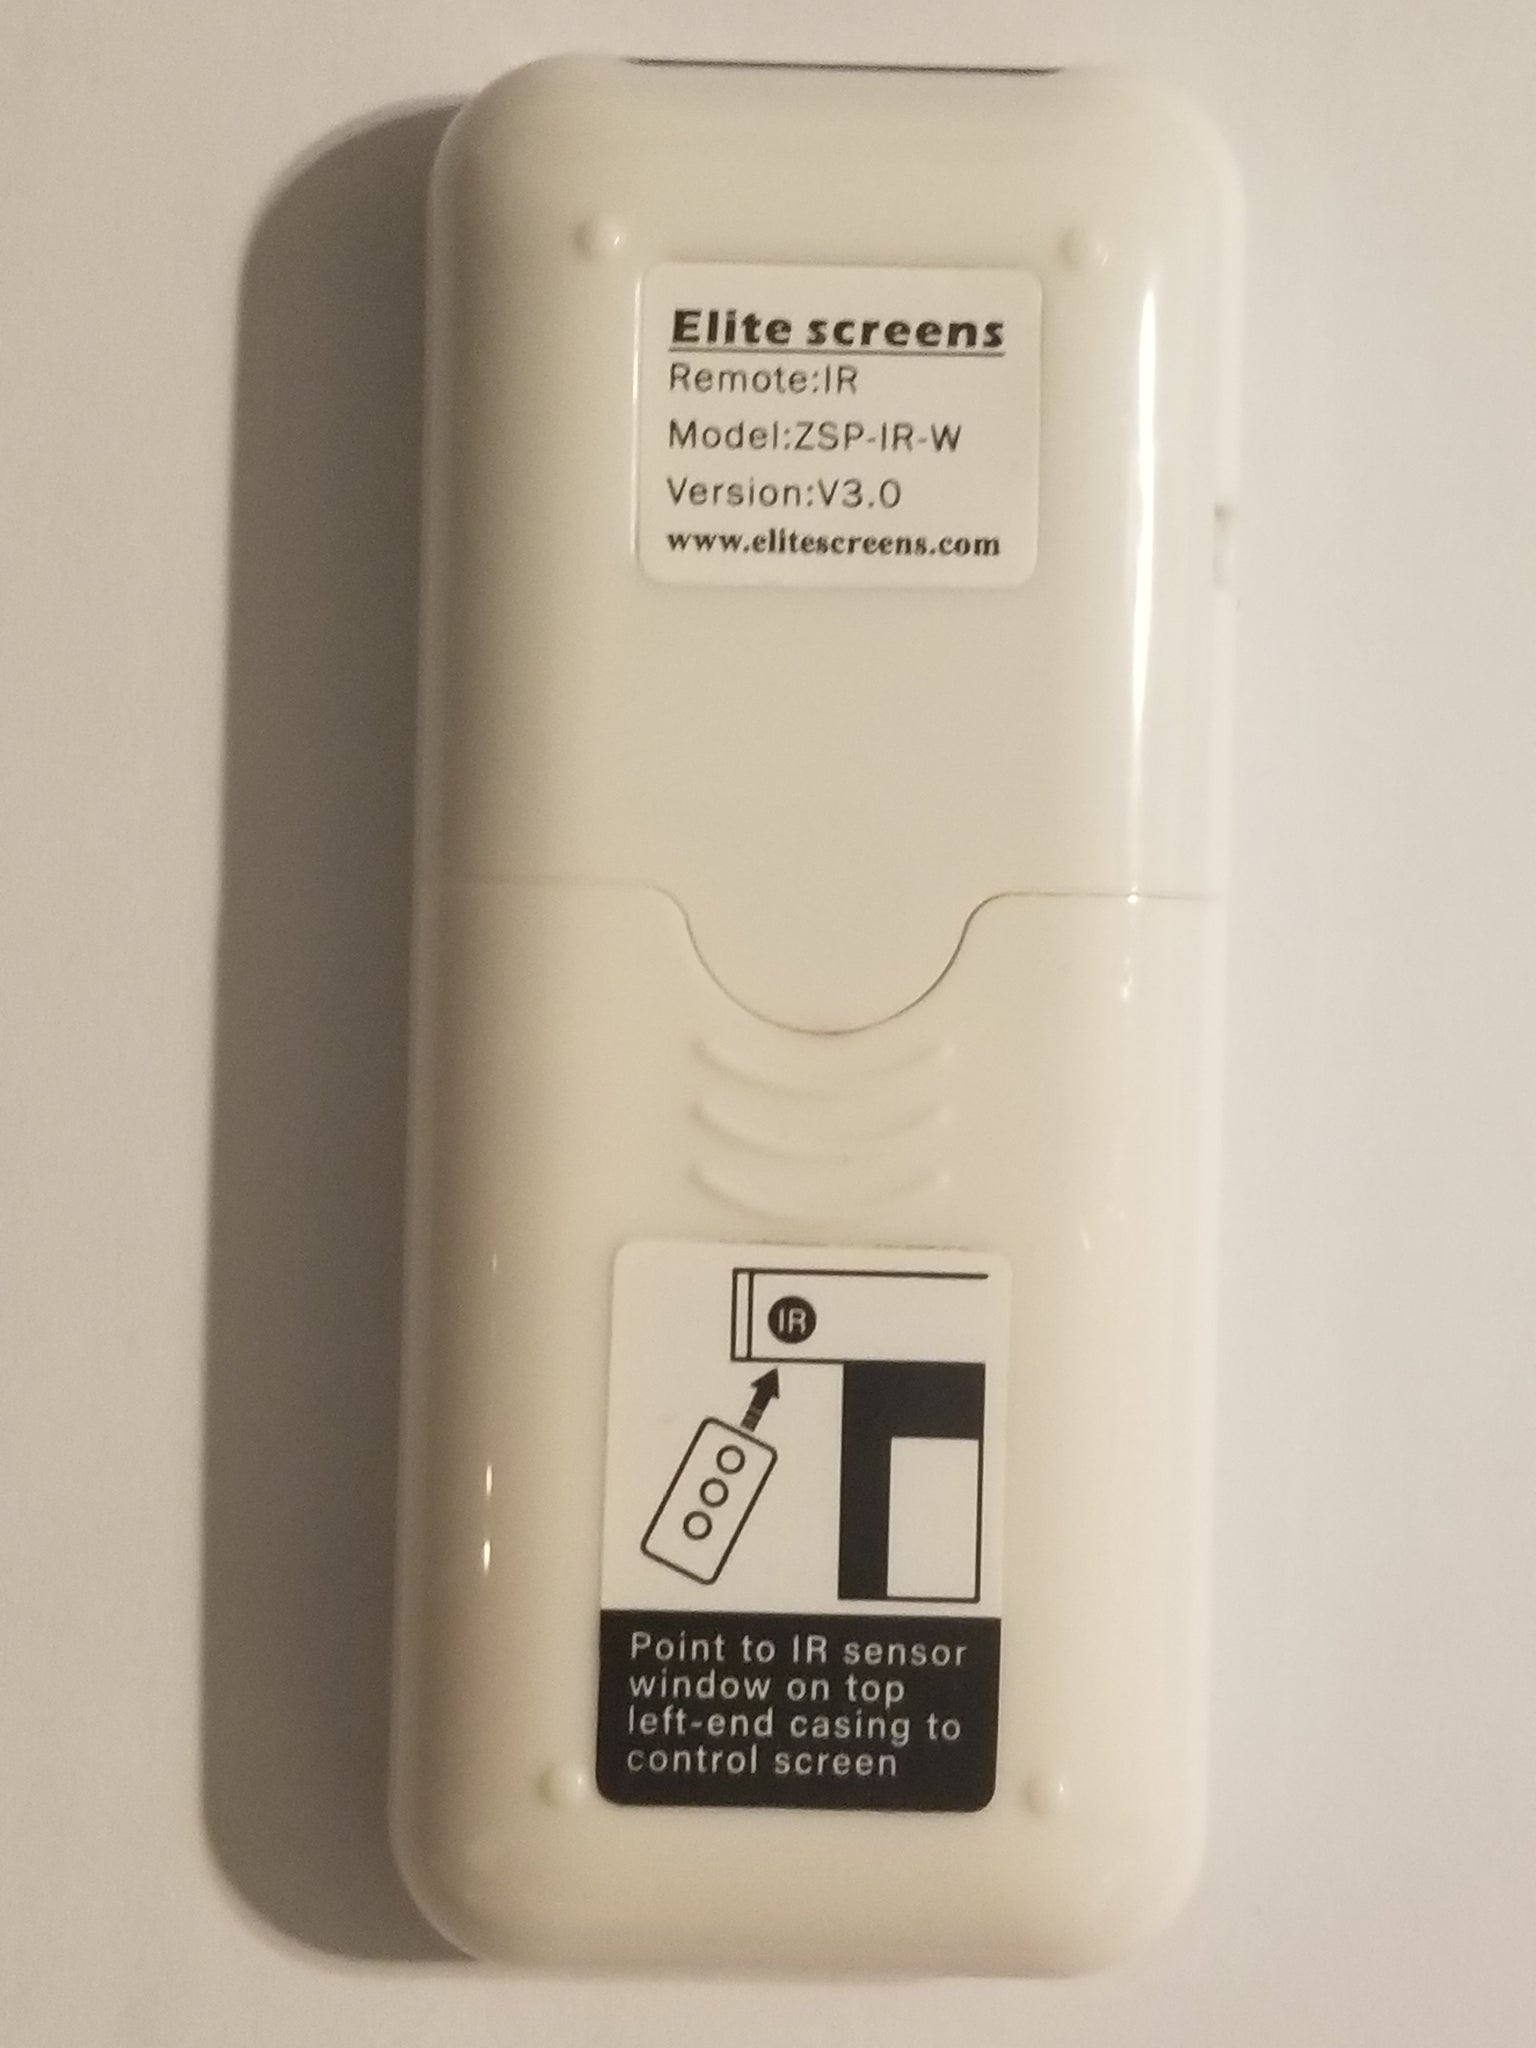 Elite screens
Remote:IR
Model:ZSP-IR-W
Version:V3.0
www.elitescreens.com
IR
Point to IR sensor
window on top
left-end casing to
control screen